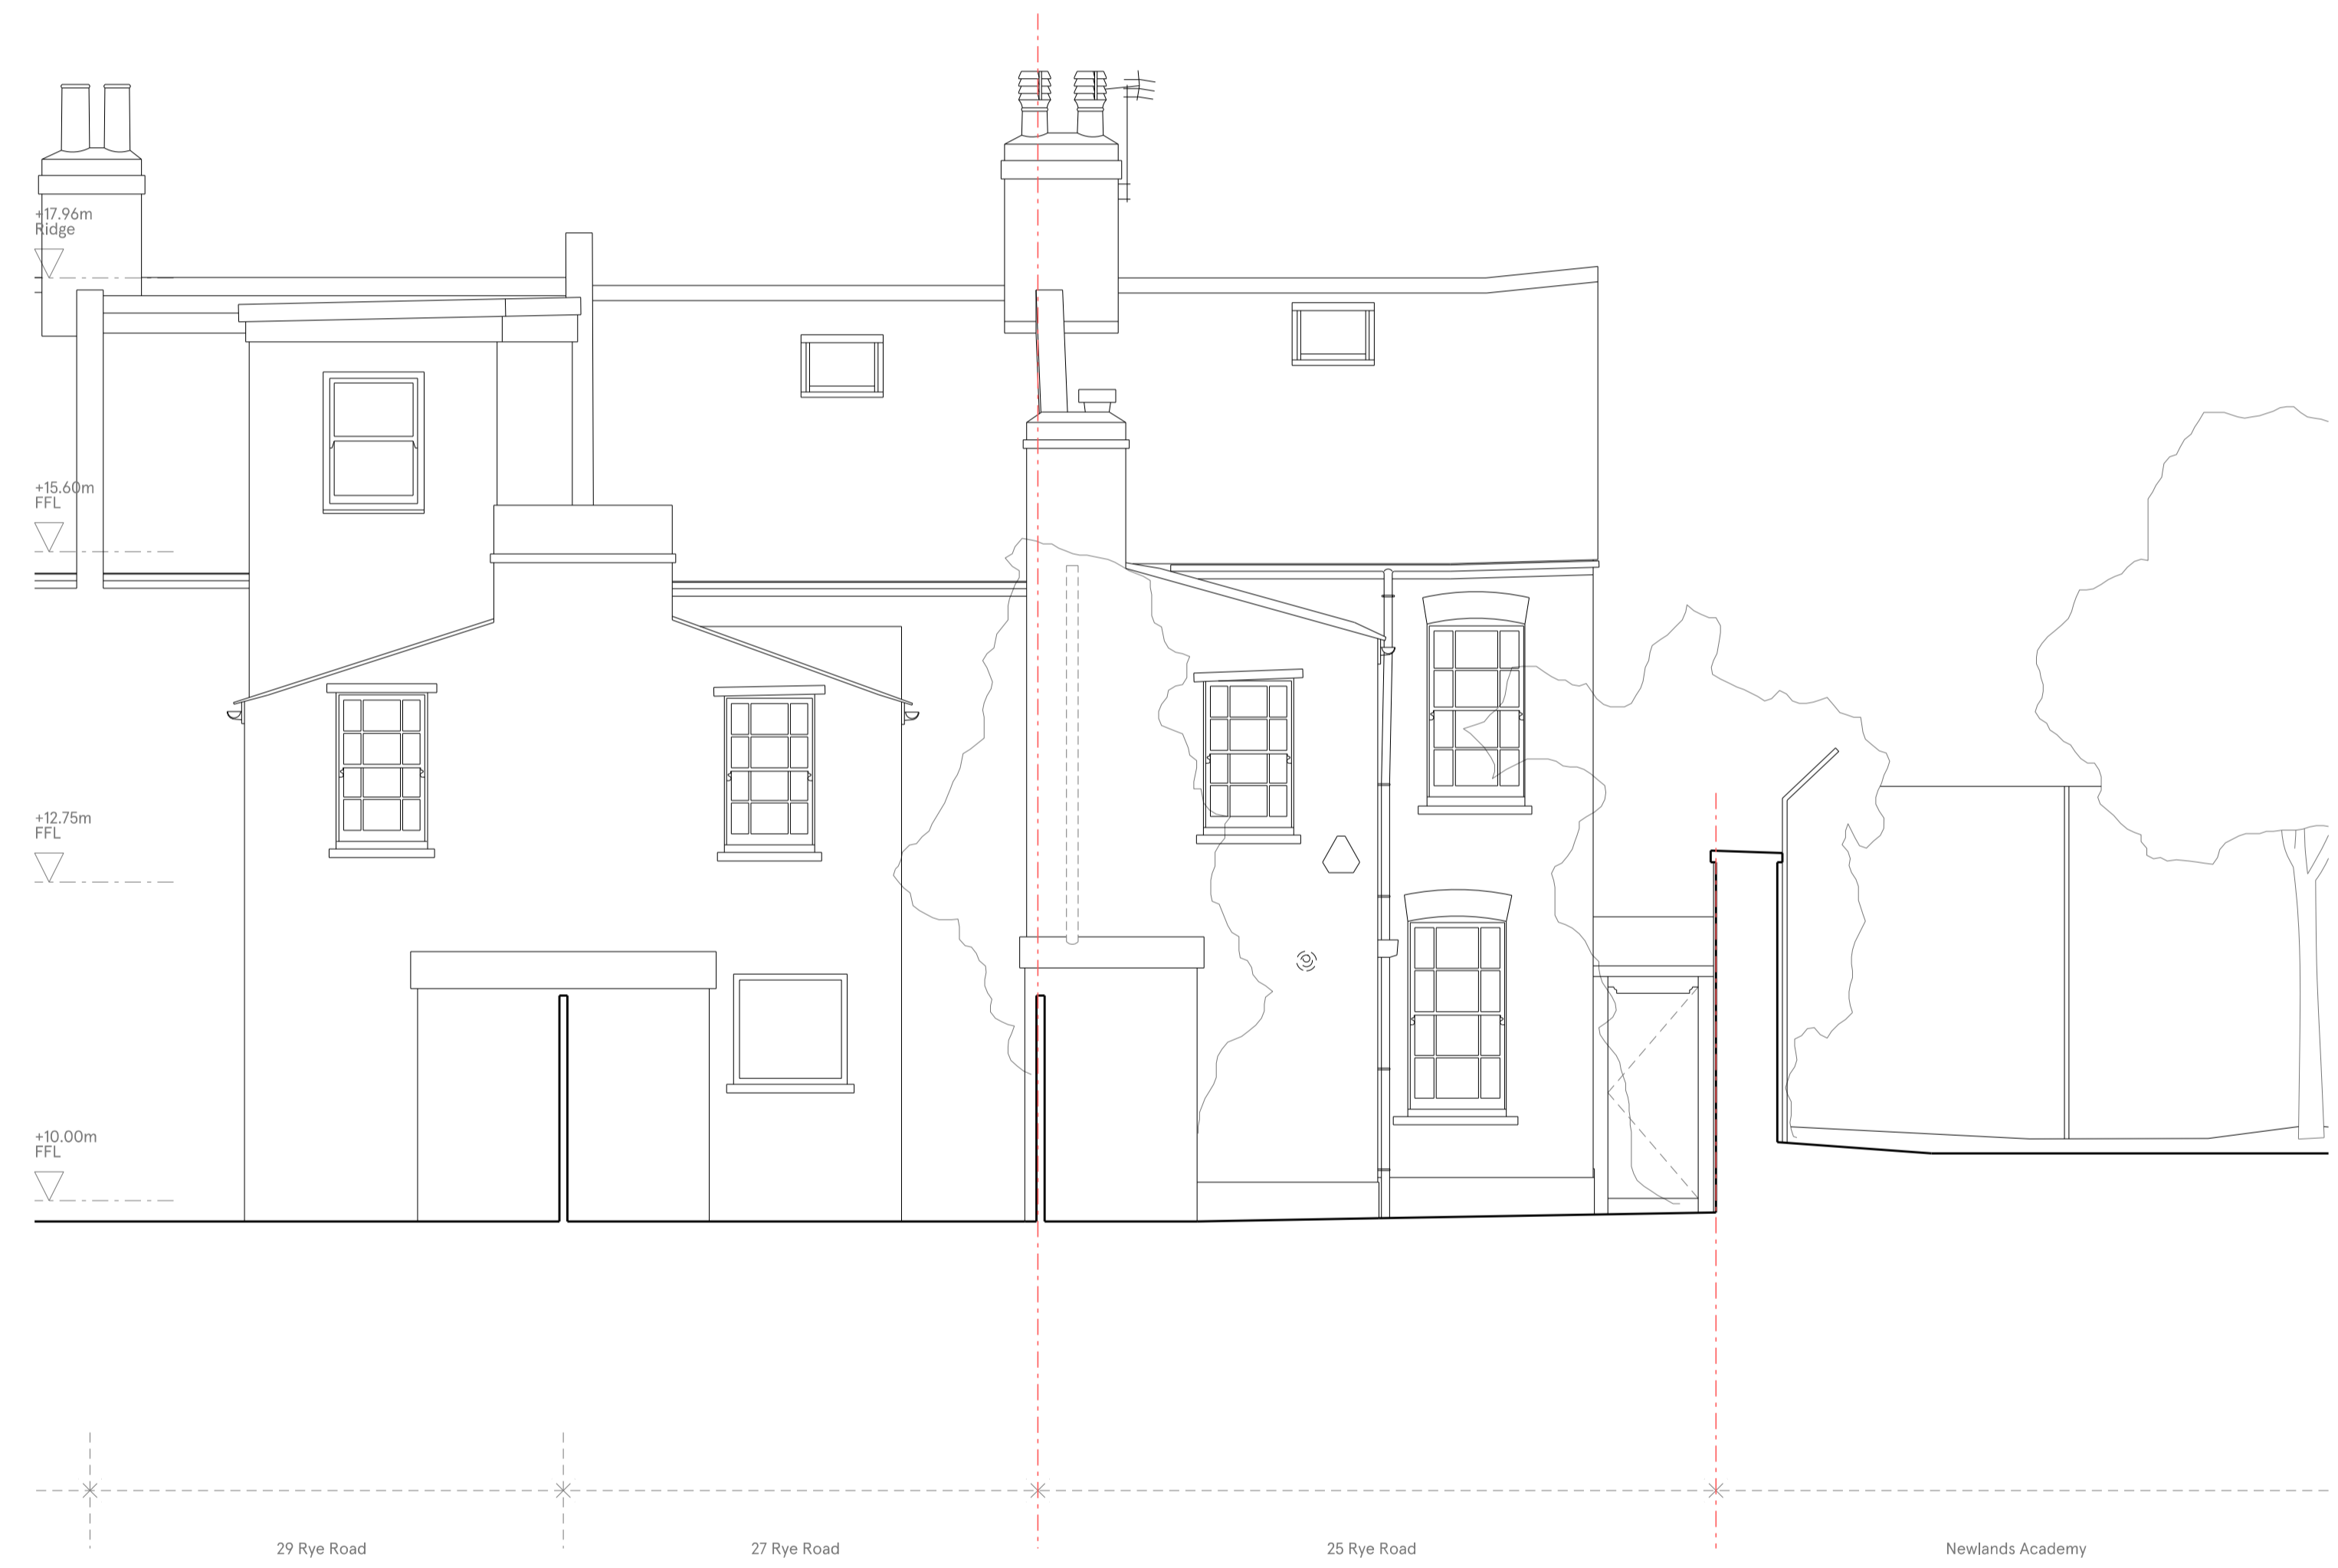 +17.96m
Ridge
+15.60m
FFL
+12.75m
FFL
+10.00m
FFL
29 Rye Road
27 Rye Road
25 Rye Road
Newlands Academy